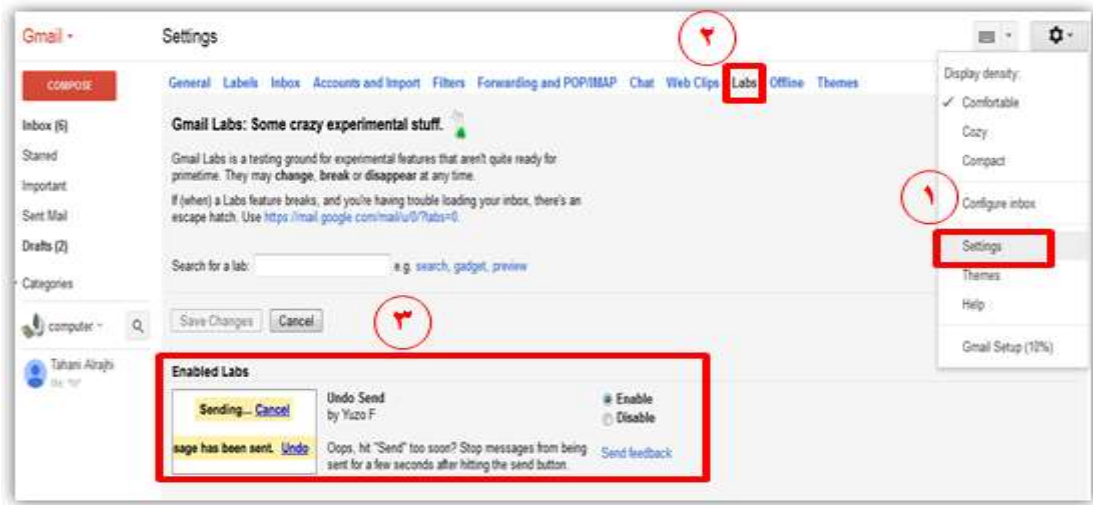 Gmail
Settings
٢
COMPOSE
General Labels Inbox Accounts and Import Filters Forwarding and POP/IMAP Chat Web Clips Labs Offline Themes
Display density:
Comfortable
Cozy
Compact
١
Configure inbox
Settings
Themes
Help
Gmail Setup (10%)
Inbox (6)
Starred
Important
Sent Mail
Drafts (2)
Categories
computer
Tahani Alrajhi
Gmail Labs: Some crazy experimental stuff.
Gmail Labs is a testing ground for experimental features that aren't quite ready for
primetime. They may change, break or disappear at any time.
If (when) a Labs feature breaks, and you're having trouble loading your inbox, there's an
escape hatch. Use https://mail.google.com/mail/u/0/?labs=0.
Search for a lab: e.g. search, gadget, preview
Save Changes Cancel
٣
Enabled Labs
Sending... Cancel
sage has been sent. Undo
Undo Send
by Yuzo F
Oops, hit "Send" too soon? Stop messages from being
sent for a few seconds after hitting the send button.
Enable
Disable
Send feedback